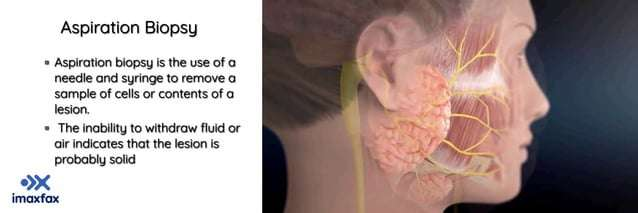 Aspiration Biopsy
Aspiration biopsy is the use of a
needle and syringe to remove a
sample of cells or contents of a
lesion.
The inability to withdraw fluid or
air indicates that the lesion is
probably solid
imaxfax